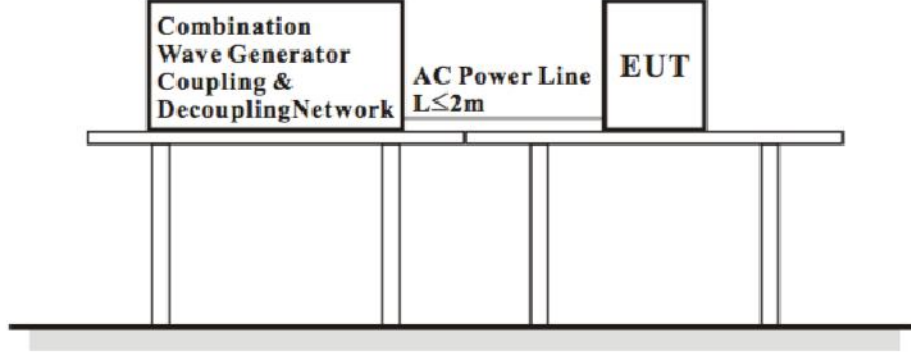 Combination
Wave Generator
Coupling &
DecouplingNetwork
AC Power Line
L≤2m
EUT